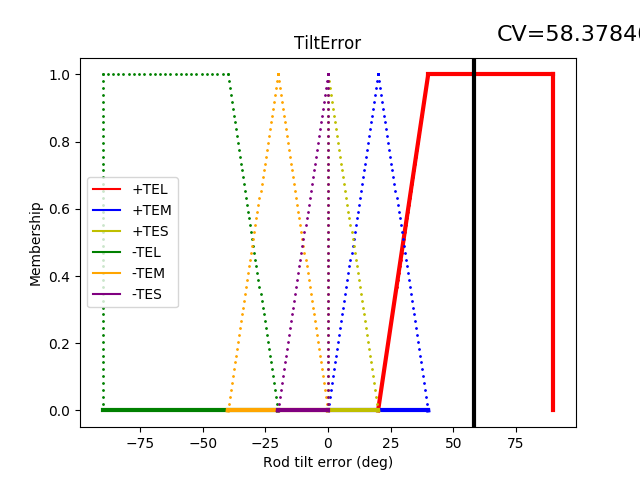 CV=58.3784
TiltError
1.0
0.8
0.6
0.4
0.2
0.0
Membership
+TEL
+TEM
+TES
-TEL
-TEM
-TES
−75
−50
−25
0
25
50
75
Rod tilt error (deg)